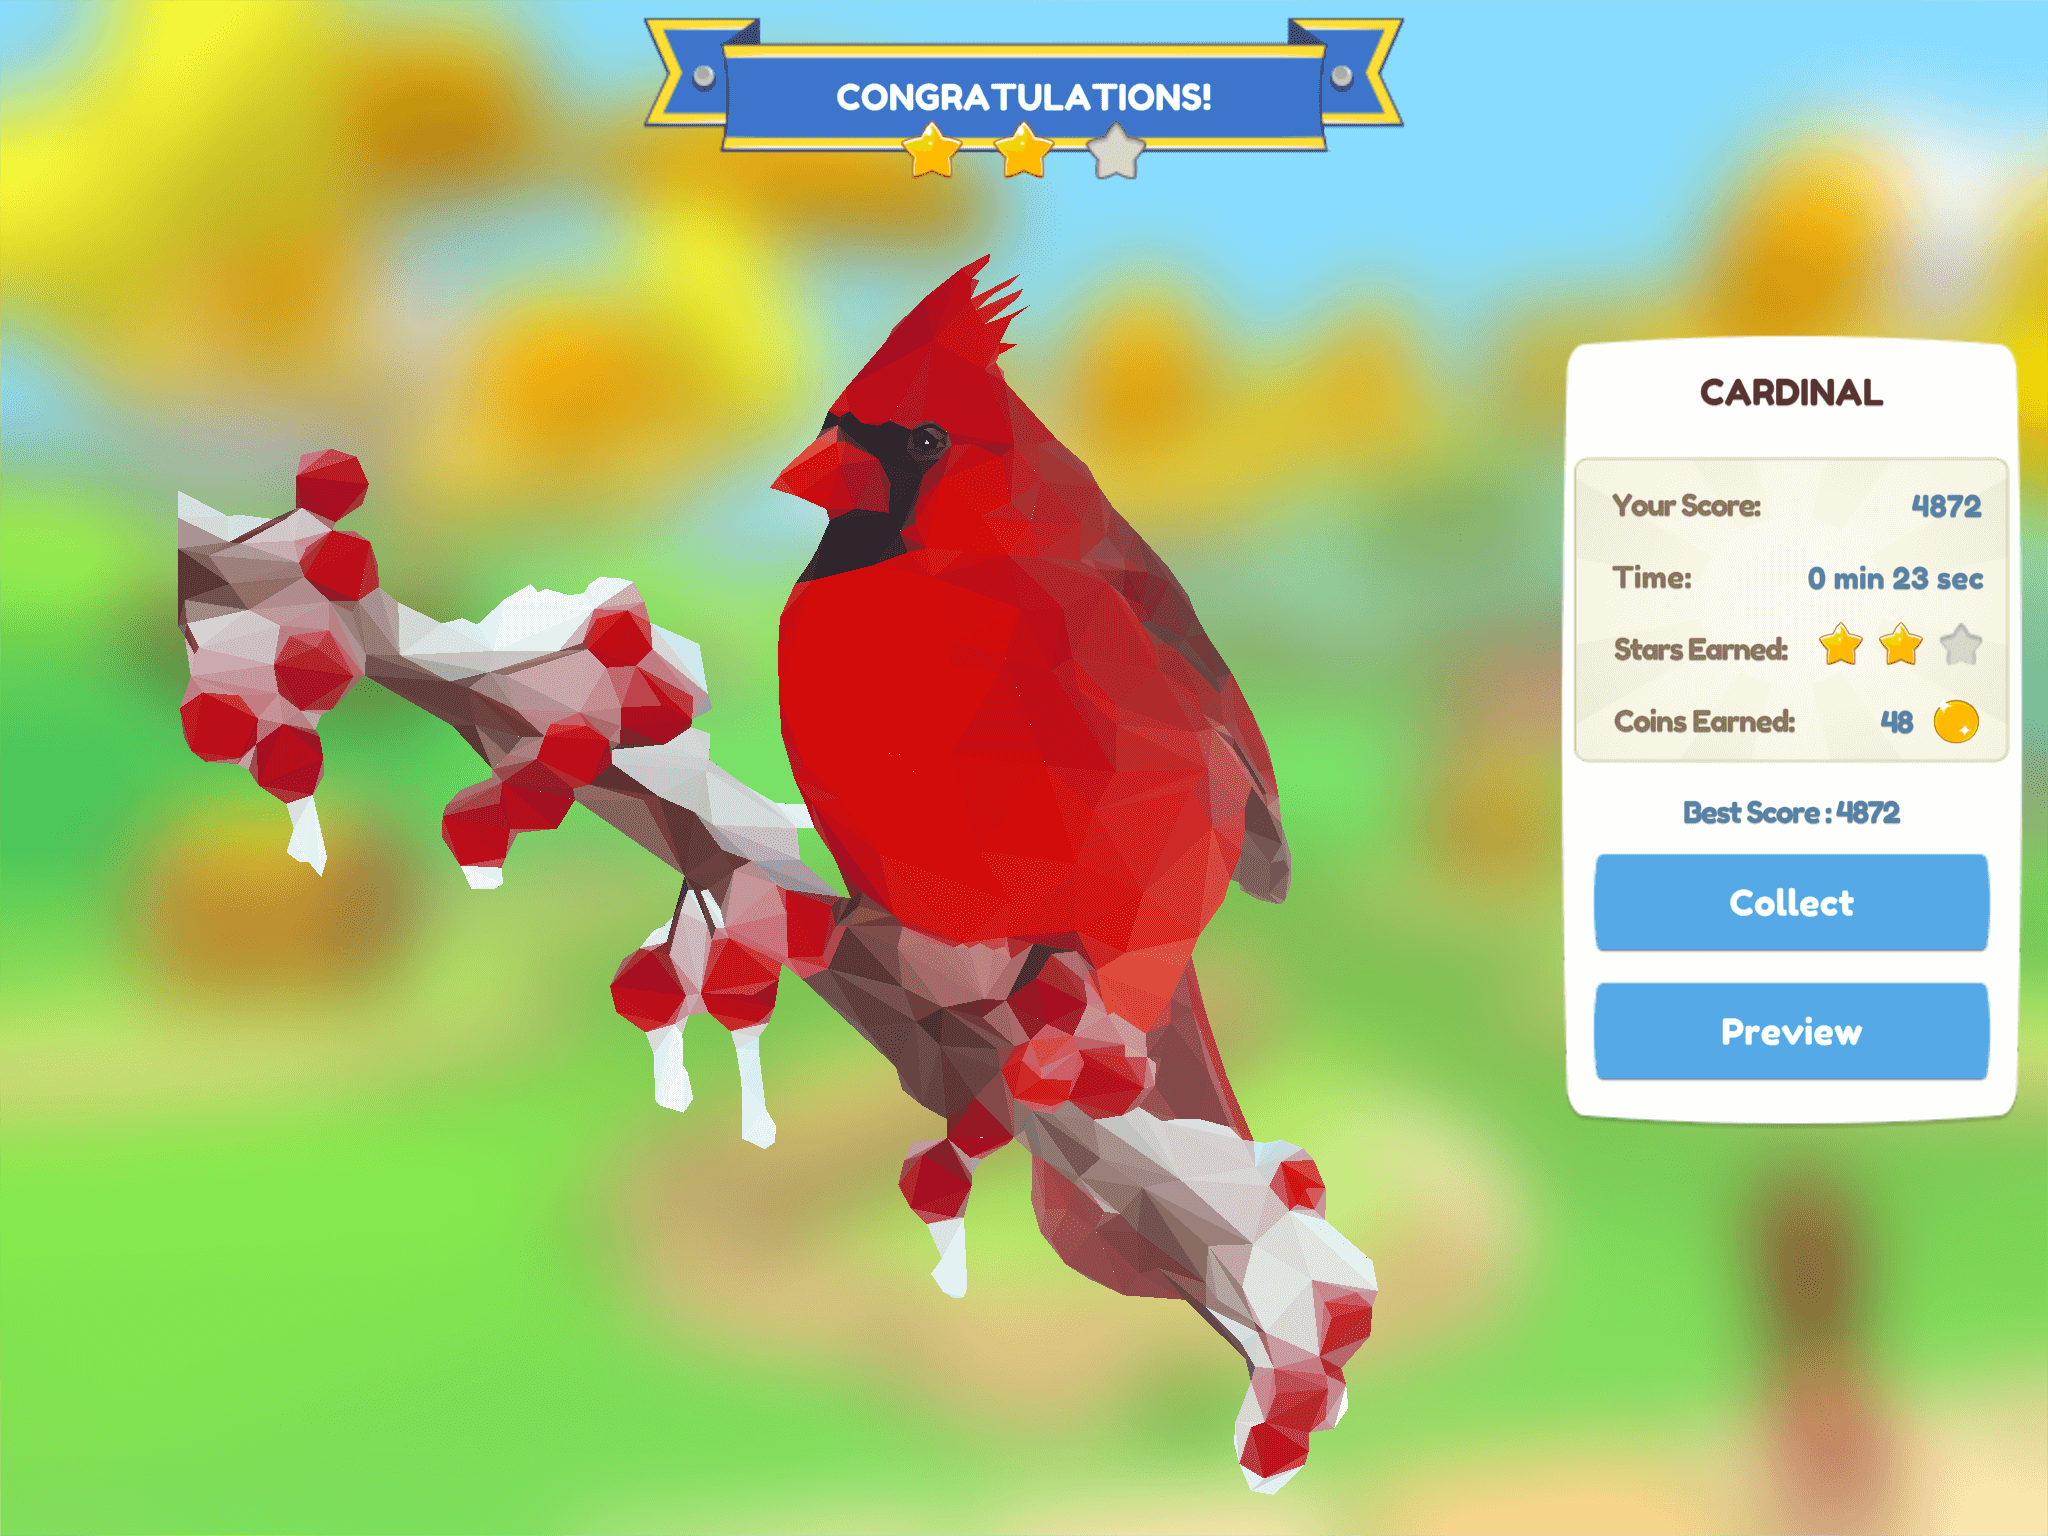 CONGRATULATIONS!
CARDINAL
Your Score: 4872
Time: 0 min 23 sec
Stars Earned:
Coins Earned: 48
Best Score : 4872
Collect
Preview